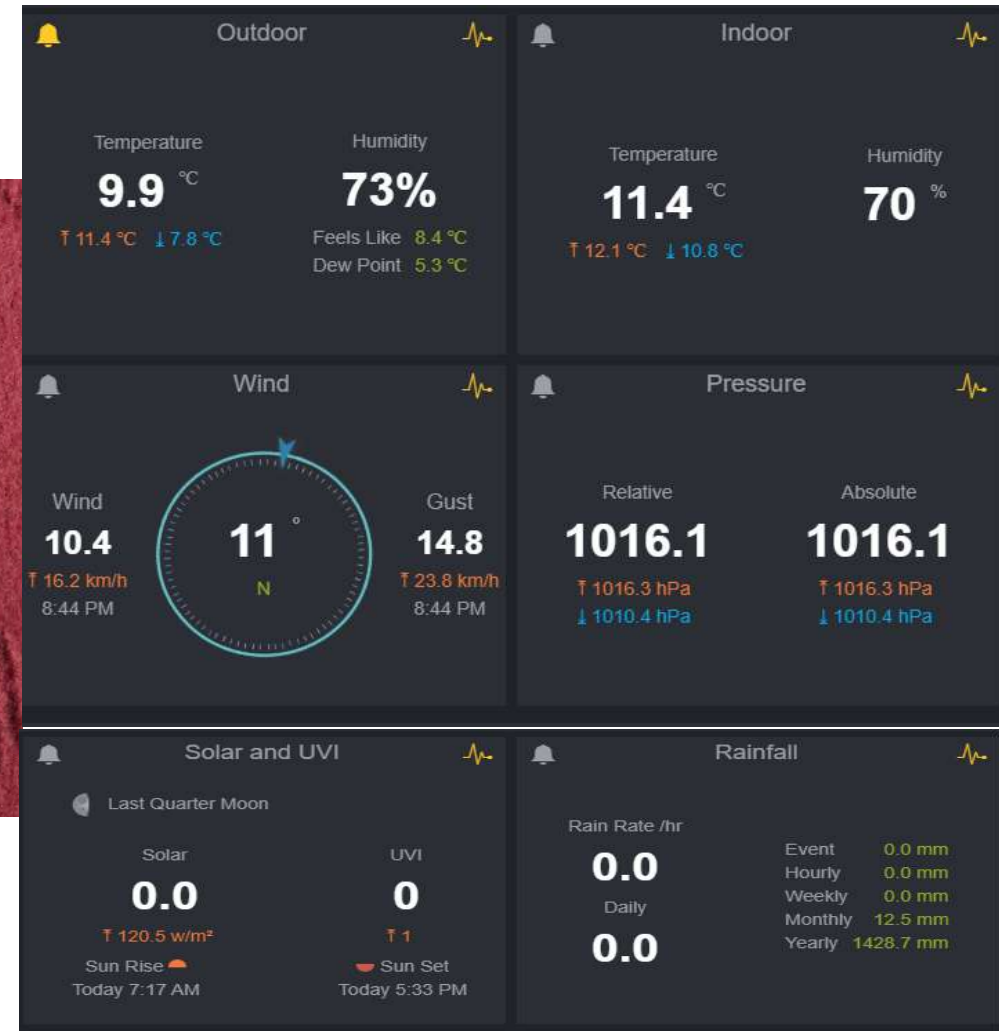 Outdoor
Temperature
9.9 °C
↑ 11.4 °C ↓ 7.8 °C
Humidity
73%
Feels Like 8.4 °C
Dew Point 5.3 °C
Indoor
Temperature
11.4 °C
↑ 12.1 °C ↓ 10.8 °C
Humidity
70 %
Wind
Wind
10.4
↑ 16.2 km/h
8:44 PM
11 °
N
Gust
14.8
↑ 23.8 km/h
8:44 PM
Pressure
Relative
1016.1
↑ 1016.3 hPa
↓ 1010.4 hPa
Absolute
1016.1
↑ 1016.3 hPa
↓ 1010.4 hPa
Solar and UVI
Last Quarter Moon
Solar
0.0
↑ 120.5 w/m²
Sun Rise
Today 7:17 AM
UVI
0
↑ 1
Sun Set
Today 5:33 PM
Rainfall
Rain Rate /hr
0.0
Daily
0.0
Event 0.0 mm
Hourly 0.0 mm
Weekly 0.0 mm
Monthly 12.5 mm
Yearly 1428.7 mm